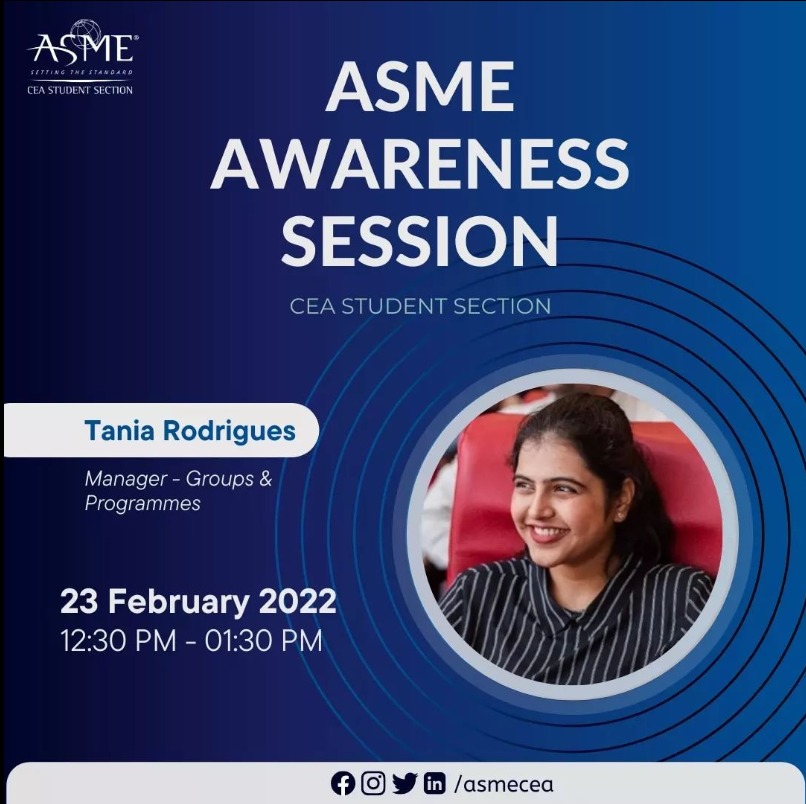 ASME
SETTING THE STANDARD
CEA STUDENT SECTION
ASME
AWARENESS
SESSION
CEA STUDENT SECTION
Tania Rodrigues
Manager - Groups &
Programmes
23 February 2022
12:30 PM - 01:30 PM
/asmecea